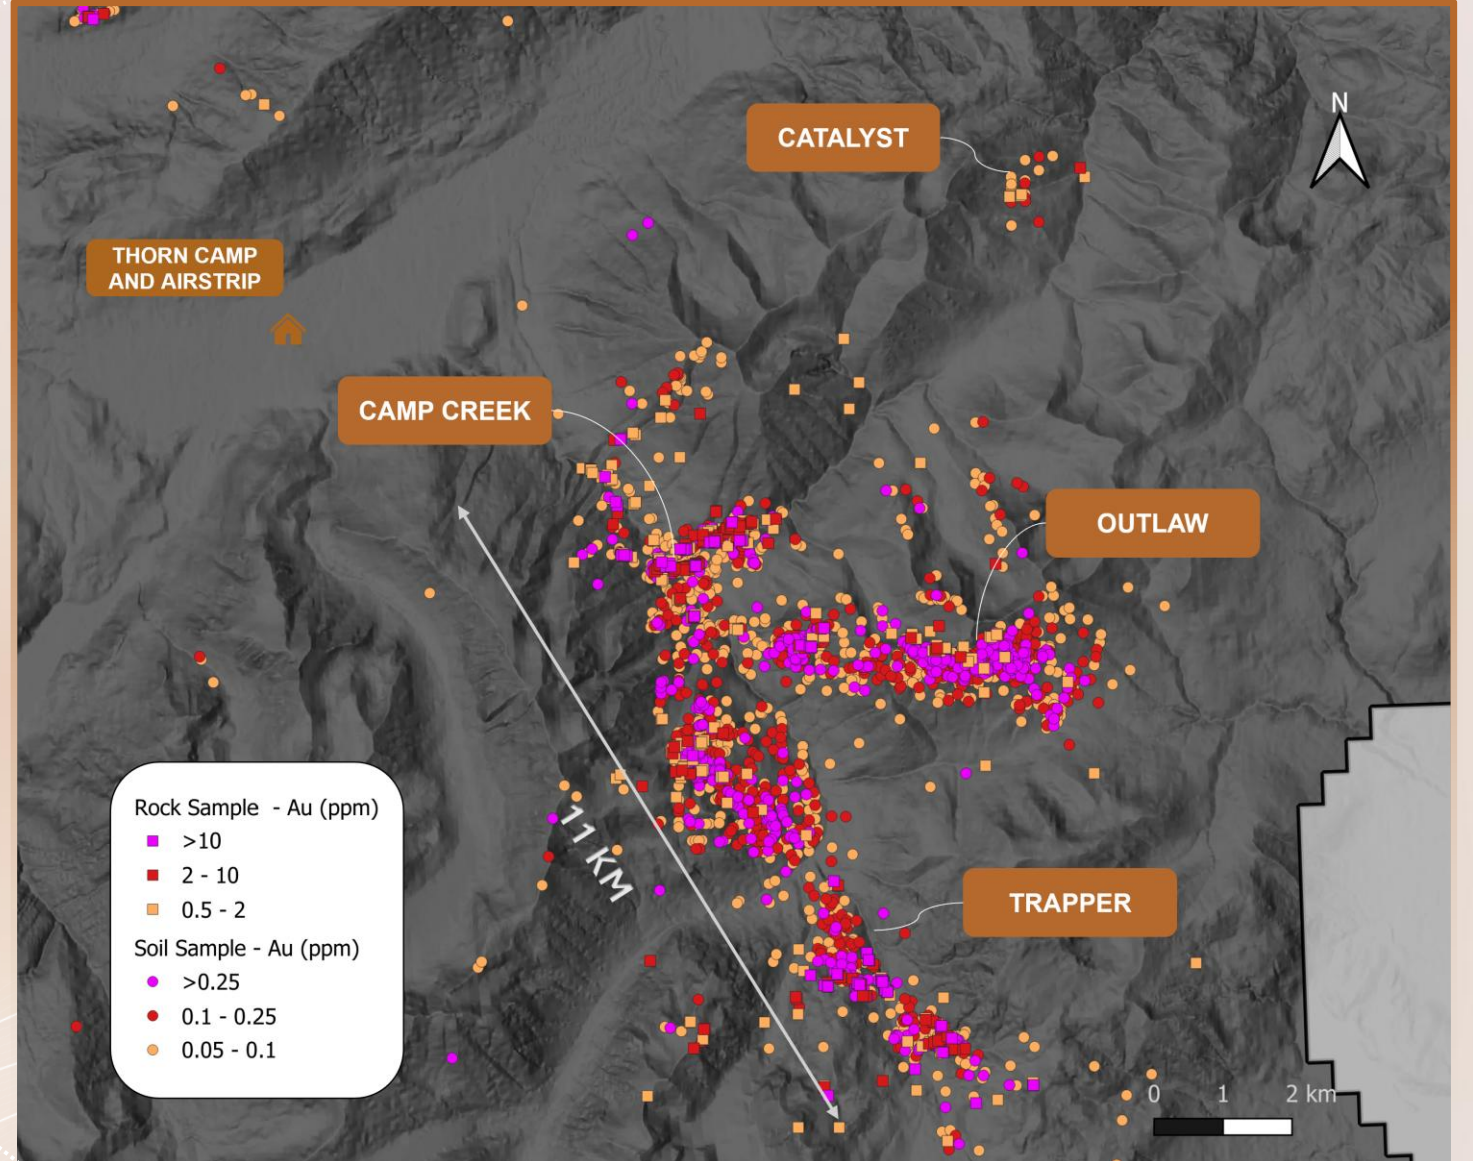 N
CATALYST
THORN CAMP
AND AIRSTRIP
CAMP CREEK
OUTLAW
11 KM
TRAPPER
Rock Sample - Au (ppm)
>10
2 - 10
0.5 - 2
Soil Sample - Au (ppm)
>0.25
0.1 - 0.25
0.05 - 0.1
0 1 2 km